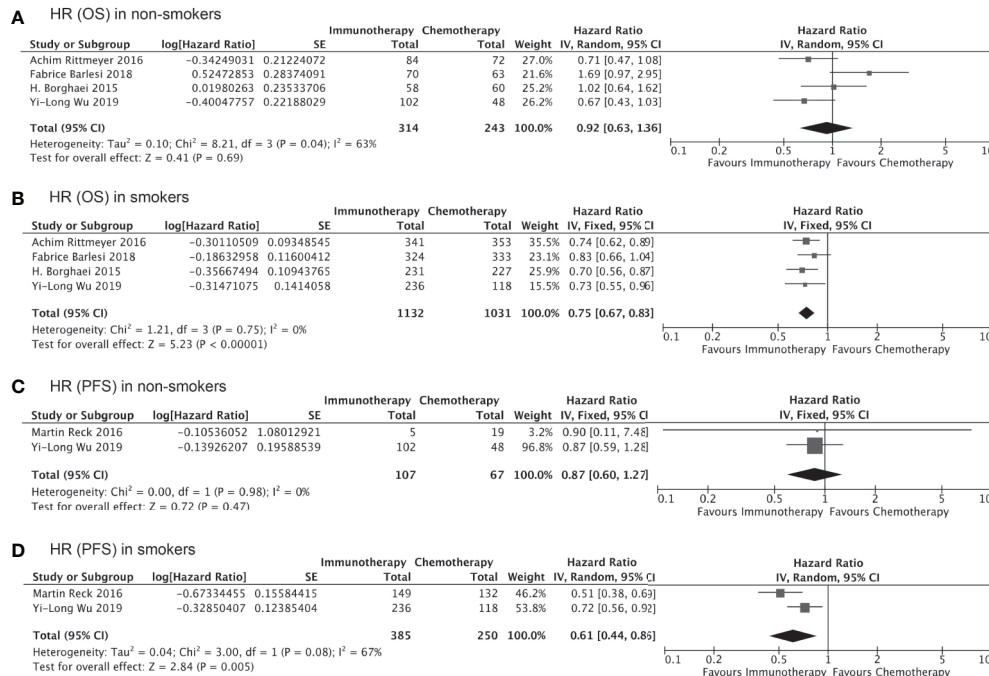 A HR (OS) in non-smokers
Immunotherapy Chemotherapy Hazard Ratio Hazard Ratio
Study or Subgroup log[Hazard Ratio] SE Total Total Weight IV, Random, 95% CI IV, Random, 95% CI
Achim Rittmeyer 2016 -0.34249031 0.21224072 84 72 27.0% 0.71 [0.47, 1.08]
Fabrice Barlesi 2018 0.52472853 0.28374091 70 63 21.6% 1.69 [0.97, 2.95]
H. Borghaei 2015 0.01980263 0.23533706 58 60 25.2% 1.02 [0.64, 1.62]
Yi-Long Wu 2019 -0.40047757 0.22188029 102 48 26.2% 0.67 [0.43, 1.03]
Total (95% CI) 314 243 100.0% 0.92 [0.63, 1.36]
Heterogeneity: Tau² = 0.10; Chi² = 8.21, df = 3 (P = 0.04); I² = 63%
Test for overall effect: Z = 0.41 (P = 0.69)
0.1 0.2 0.5 1 2 5 10
Favours Immunotherapy Favours Chemotherapy
B HR (OS) in smokers
Immunotherapy Chemotherapy Hazard Ratio Hazard Ratio
Study or Subgroup log[Hazard Ratio] SE Total Total Weight IV, Fixed, 95% CI IV, Fixed, 95% CI
Achim Rittmeyer 2016 -0.30110509 0.09348545 341 353 35.5% 0.74 [0.62, 0.89]
Fabrice Barlesi 2018 -0.18632958 0.11600412 324 333 23.1% 0.83 [0.66, 1.04]
H. Borghaei 2015 -0.35667494 0.10943765 231 227 25.9% 0.70 [0.56, 0.87]
Yi-Long Wu 2019 -0.31471075 0.1414058 236 118 15.5% 0.73 [0.55, 0.96]
Total (95% CI) 1132 1031 100.0% 0.75 [0.67, 0.83]
Heterogeneity: Chi² = 1.21, df = 3 (P = 0.75); I² = 0%
Test for overall effect: Z = 5.23 (P < 0.00001)
0.1 0.2 0.5 1 2 5 10
Favours Immunotherapy Favours Chemotherapy
C HR (PFS) in non-smokers
Immunotherapy Chemotherapy Hazard Ratio Hazard Ratio
Study or Subgroup log[Hazard Ratio] SE Total Total Weight IV, Fixed, 95% CI IV, Fixed, 95% CI
Martin Reck 2016 -0.10536052 1.08012921 5 19 3.2% 0.90 [0.11, 7.48]
Yi-Long Wu 2019 -0.13926207 0.19588539 102 48 96.8% 0.87 [0.59, 1.28]
Total (95% CI) 107 67 100.0% 0.87 [0.60, 1.27]
Heterogeneity: Chi² = 0.00, df = 1 (P = 0.98); I² = 0%
Test for overall effect: Z = 0.72 (P = 0.47)
0.1 0.2 0.5 1 2 5 10
Favours Immunotherapy Favours Chemotherapy
D HR (PFS) in smokers
Immunotherapy Chemotherapy Hazard Ratio Hazard Ratio
Study or Subgroup log[Hazard Ratio] SE Total Total Weight IV, Random, 95% CI IV, Random, 95% CI
Martin Reck 2016 -0.67334455 0.15584415 149 132 46.2% 0.51 [0.38, 0.69]
Yi-Long Wu 2019 -0.32850407 0.12385404 236 118 53.8% 0.72 [0.56, 0.92]
Total (95% CI) 385 250 100.0% 0.61 [0.44, 0.86]
Heterogeneity: Tau² = 0.04; Chi² = 3.00, df = 1 (P = 0.08); I² = 67%
Test for overall effect: Z = 2.84 (P = 0.005)
0.1 0.2 0.5 1 2 5 10
Favours Immunotherapy Favours Chemotherapy